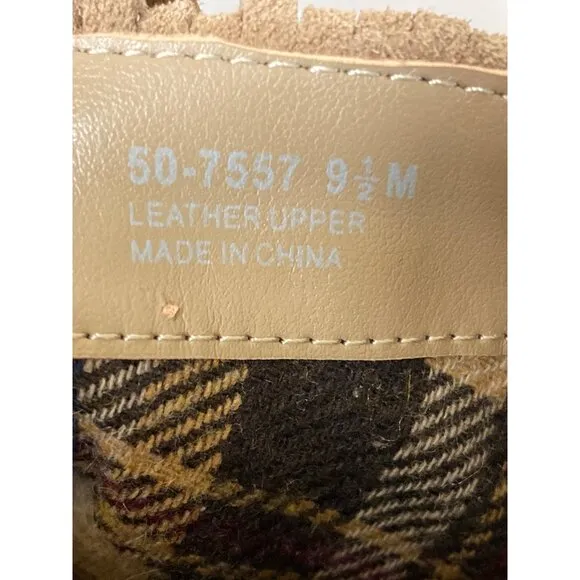 50-7557 9½M
LEATHER UPPER
MADE IN CHINA